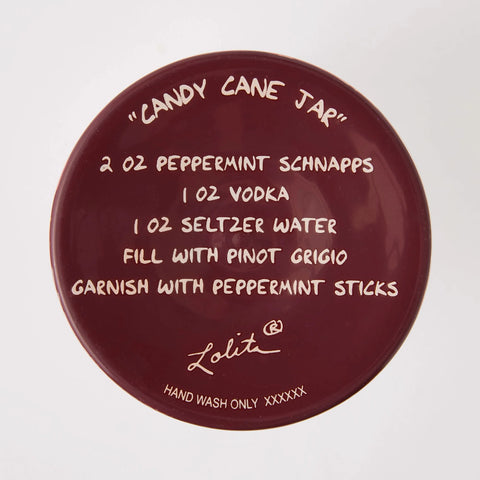 "CANDY CANE JAR"
2 OZ PEPPERMINT SCHNAPPS
1 OZ VODKA
1 OZ SELTZER WATER
FILL WITH PINOT GRIGIO
GARNISH WITH PEPPERMINT STICKS
Lolita ®
HAND WASH ONLY XXXXXX